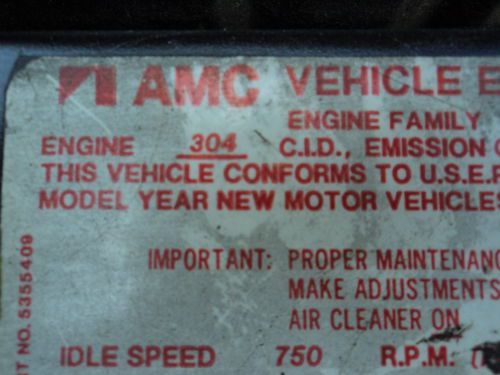 AMC VEHICLE E
ENGINE FAMILY
ENGINE 304 C.I.D., EMISSION
THIS VEHICLE CONFORMS TO U.S.E.P
MODEL YEAR NEW MOTOR VEHICLES
IMPORTANT: PROPER MAINTENANC
MAKE ADJUSTMENTS
AIR CLEANER ON
IDLE SPEED 750 R.P.M.
T NO. 5355409